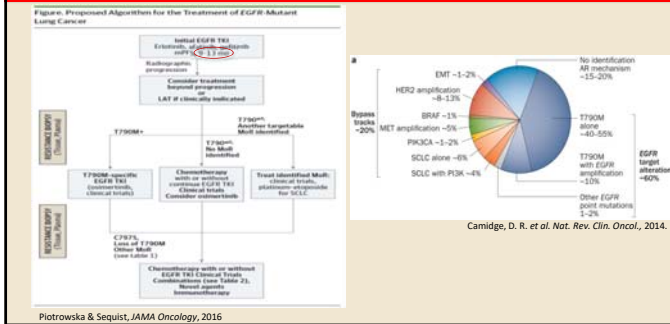 Figure. Proposed Algorithm for the Treatment of EGFR-Mutant
Lung Cancer
Initial EGFR TKI
Erlotinib, afatinib, gefitinib
mPFS, 9-13 mo
Radiographic
progression
Consider treatment
beyond progression
or
LAT if clinically indicated
RESISTANCE BIOPSY
(Tissue, Plasma)
T790M+
T790wt:
No MoR
identified
T790wt:
Another targetable
MoR identified
T790M-specific
EGFR TKI
(osimertinib,
clinical trials)
Chemotherapy
with or without
continue EGFR TKI
Clinical trials
Consider osimertinib
Treat identified MoR:
clinical trials,
platinum-etoposide
for SCLC
RESISTANCE BIOPSY
(Tissue, Plasma)
C797S,
Loss of T790M
Other MoR
(see Table 1)
Chemotherapy with or without
EGFR TKI Clinical Trials
Combinations (see Table 2),
Novel agents
Immunotherapy
Piotrowska & Sequist, JAMA Oncology, 2016
a
No identification
AR mechanism
~15–20%
EMT ~1–2%
HER2 amplification
~8–13%
Bypass
tracks
~20%
BRAF ~1%
MET amplification ~5%
PIK3CA ~1–2%
SCLC alone ~6%
SCLC with PI3K ~4%
T790M
alone
~40–55%
T790M
with EGFR
amplification
~10%
EGFR
target
alteration
~60%
Other EGFR
point mutations
1–2%
Camidge, D. R. et al. Nat. Rev. Clin. Oncol., 2014.